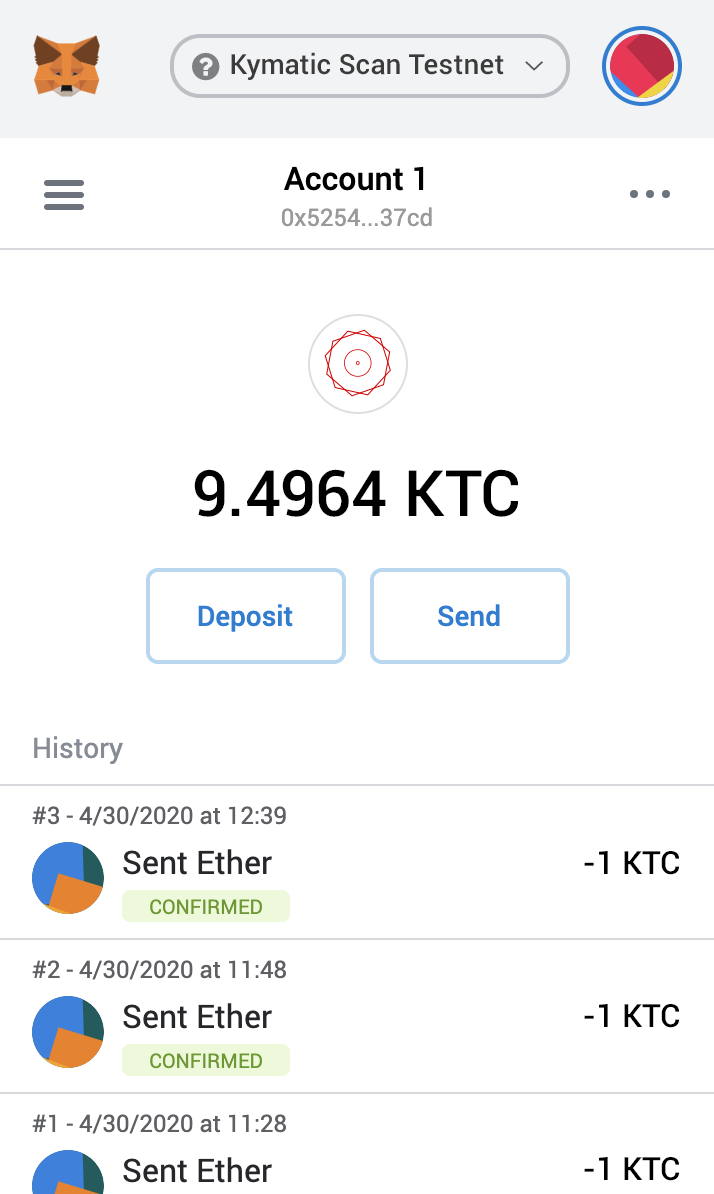 ? Kymatic Scan Testnet
Account 1
0x5254...37cd
9.4964 KTC
Deposit Send
History
#3 - 4/30/2020 at 12:39
Sent Ether -1 KTC
CONFIRMED
#2 - 4/30/2020 at 11:48
Sent Ether -1 KTC
CONFIRMED
#1 - 4/30/2020 at 11:28
Sent Ether -1 KTC